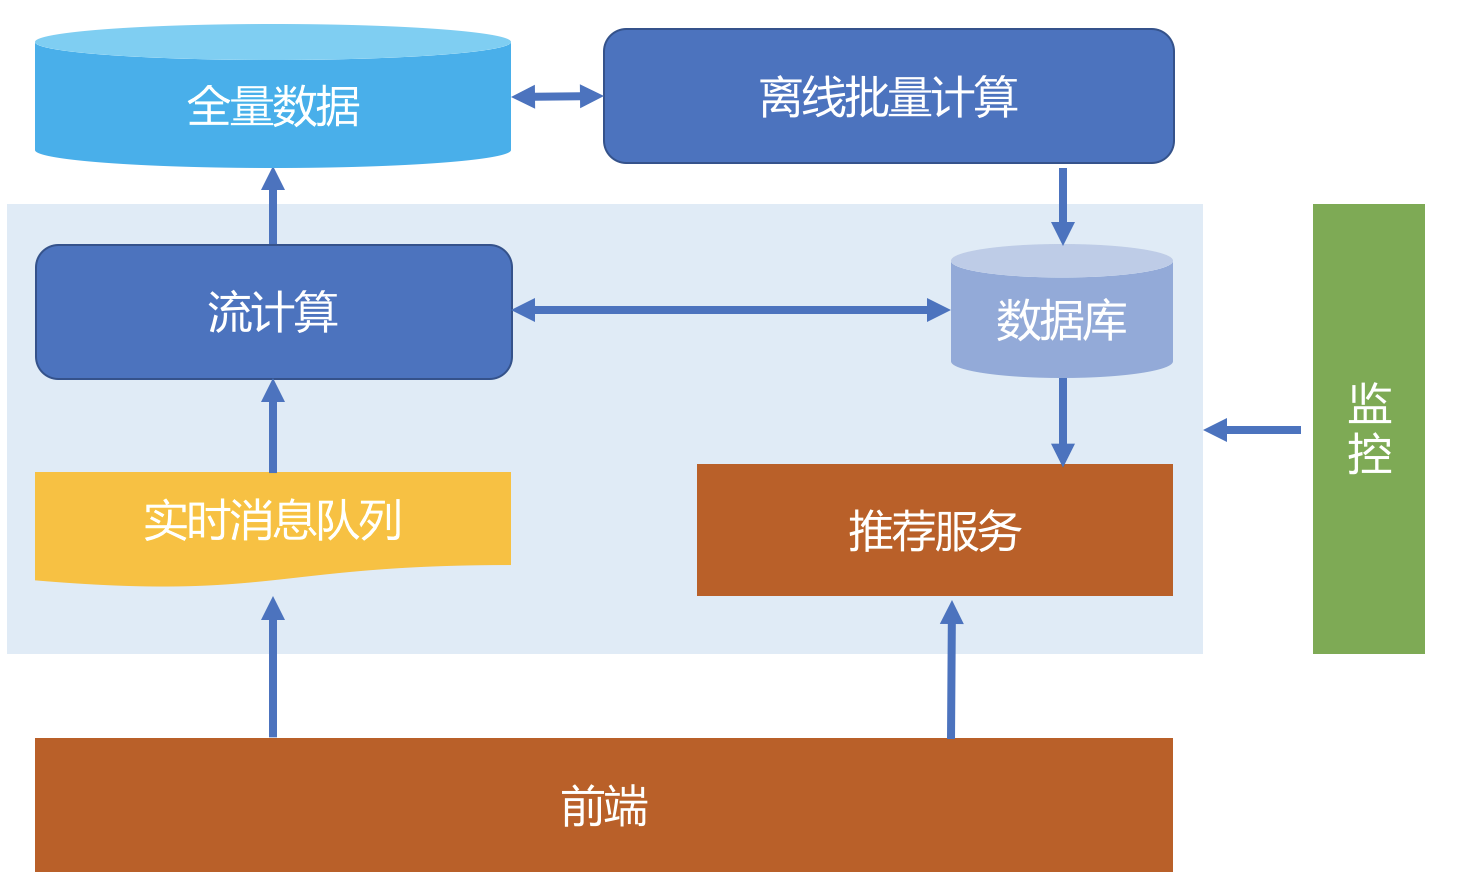 全量数据
离线批量计算
流计算
数据库
监
控
实时消息队列
推荐服务
前端